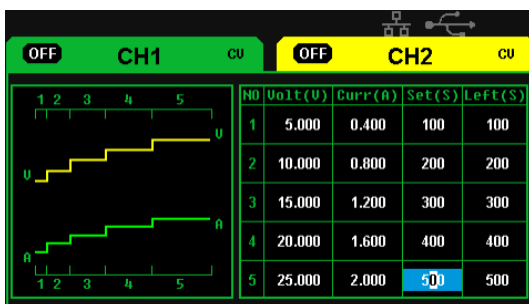 OFF CH1 CV OFF CH2 CV
1 2 3 4 5
V
V
A
A
1 2 3 4 5
NO Volt(V) Curr(A) Set(S) Left(S)
1 5.000 0.400 100 100
2 10.000 0.800 200 200
3 15.000 1.200 300 300
4 20.000 1.600 400 400
5 25.000 2.000 500 500